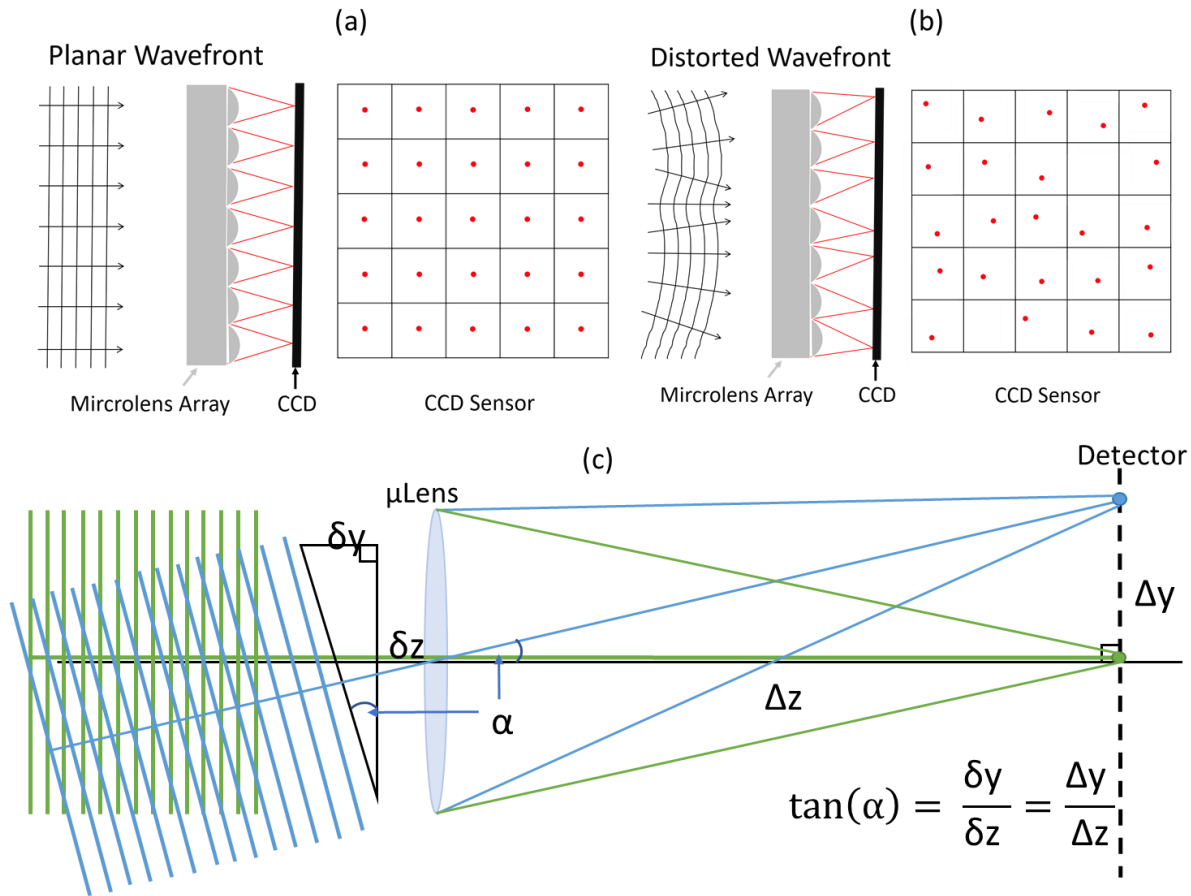 (a)
Planar Wavefront
Mircrolens Array
CCD
CCD Sensor
(b)
Distorted Wavefront
Mircrolens Array
CCD
CCD Sensor
(c)
Detector
μLens
δy
δz
α
Δy
Δz
tan(α) = δy/δz = Δy/Δz